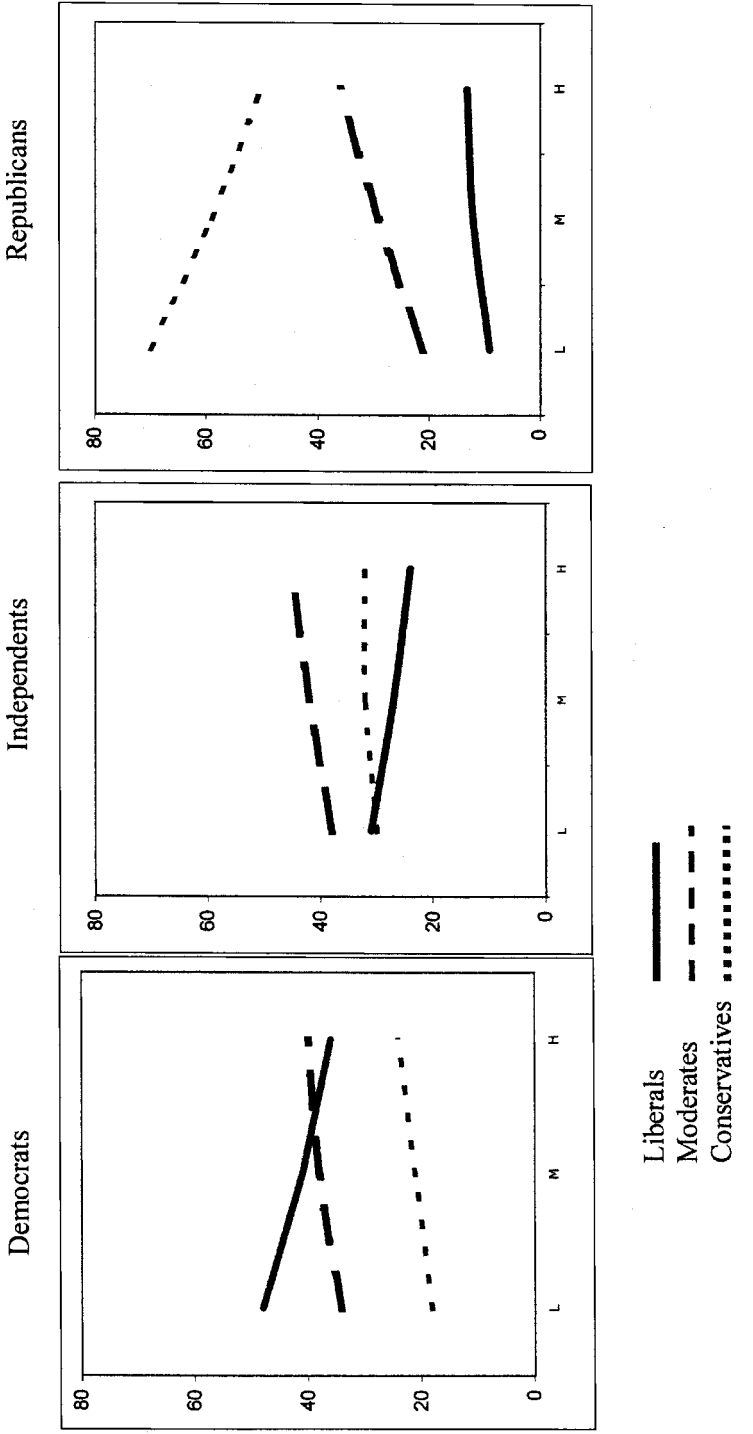 Democrats
80
60
40
20
0
L M H
Independents
80
60
40
20
0
L M H
Republicans
80
60
40
20
0
L M H
Liberals
Moderates
Conservatives